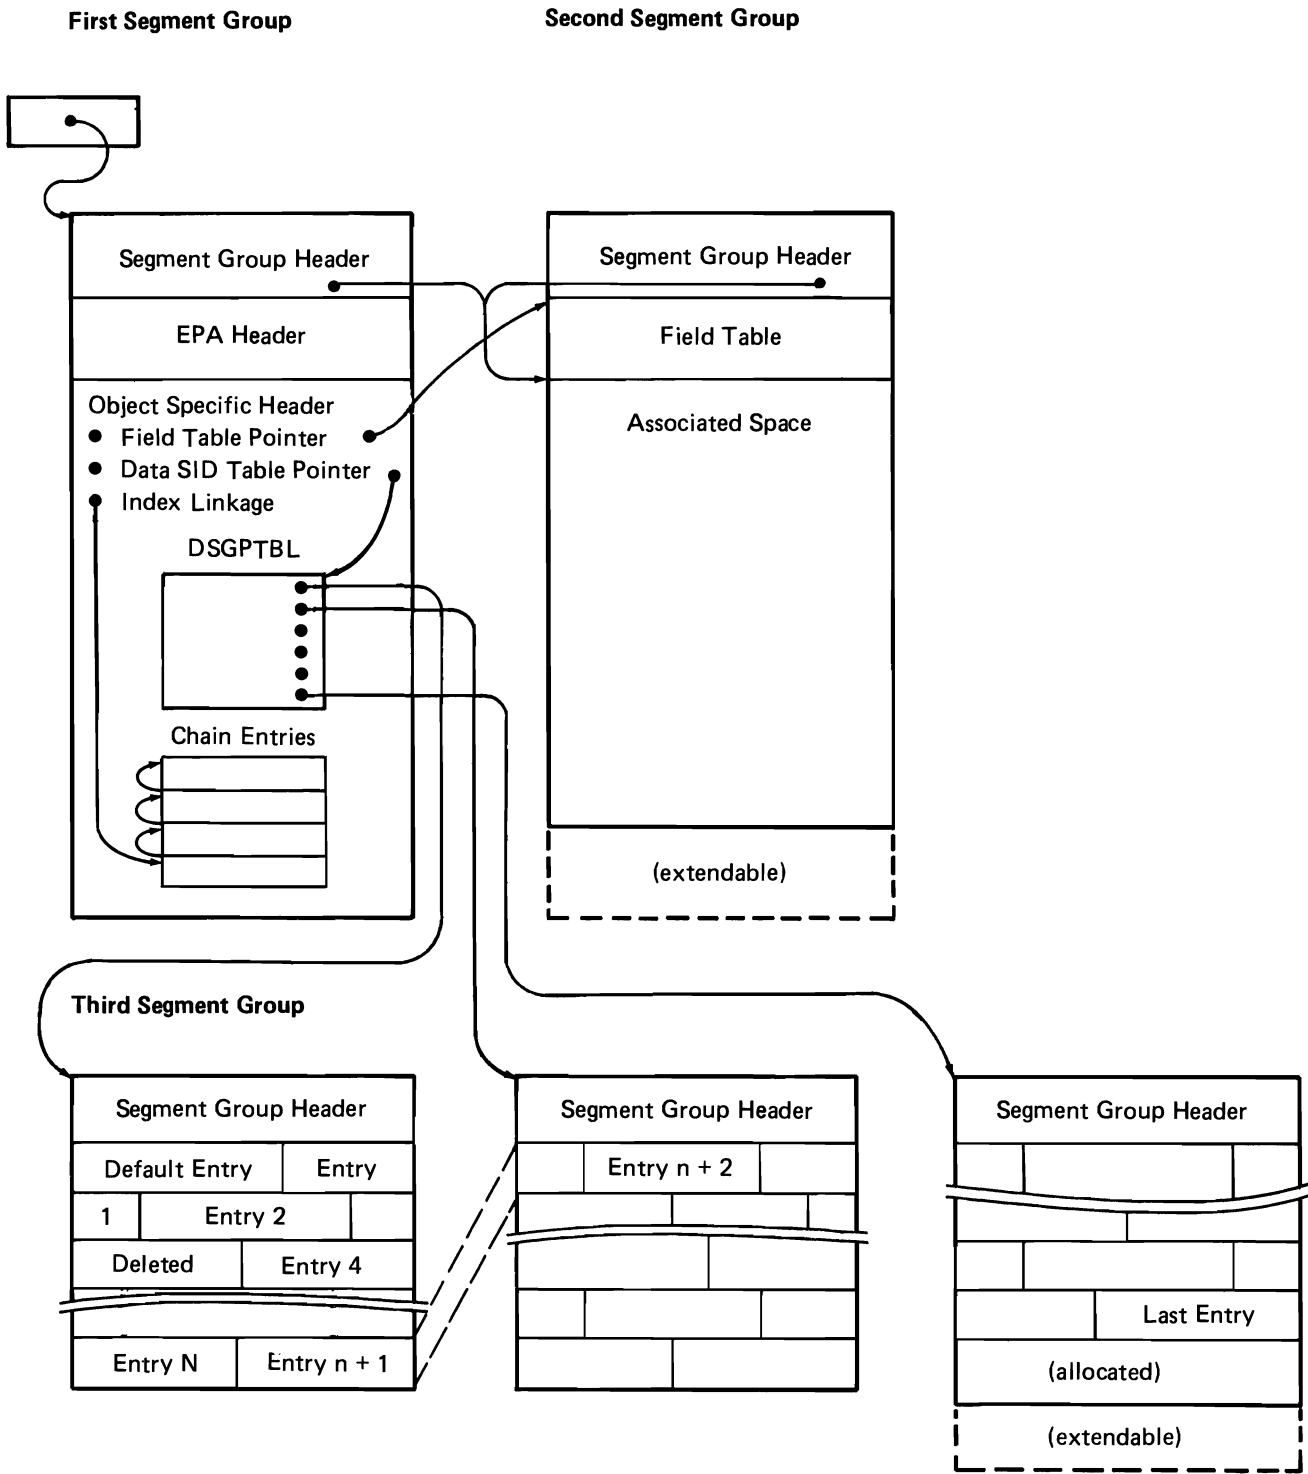 First Segment Group
Second Segment Group
Segment Group Header
EPA Header
Object Specific Header
• Field Table Pointer
• Data SID Table Pointer
• Index Linkage
DSGPTBL
Chain Entries
Segment Group Header
Field Table
Associated Space
(extendable)
Third Segment Group
Segment Group Header
Default Entry
Entry
1
Entry 2
Deleted
Entry 4
Entry N
Entry n + 1
Segment Group Header
Entry n + 2
Segment Group Header
Last Entry
(allocated)
(extendable)